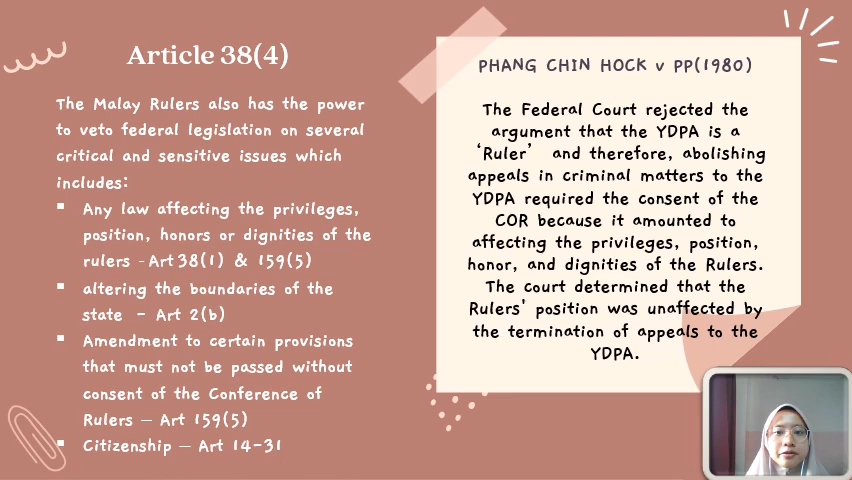 Article 38(4)
The Malay Rulers also has the power
to veto federal legislation on several
critical and sensitive issues which
includes:
▪ Any law affecting the privileges,
position, honors or dignities of the
rulers - Art 38(1) & 159(5)
▪ altering the boundaries of the
state - Art 2(b)
▪ Amendment to certain provisions
that must not be passed without
consent of the Conference of
Rulers – Art 159(5)
▪ Citizenship – Art 14-31
PHANG CHIN HOCK v PP(1980)
The Federal Court rejected the
argument that the YDPA is a
‘Ruler’ and therefore, abolishing
appeals in criminal matters to the
YDPA required the consent of the
COR because it amounted to
affecting the privileges, position,
honor, and dignities of the Rulers.
The court determined that the
Rulers' position was unaffected by
the termination of appeals to the
YDPA.